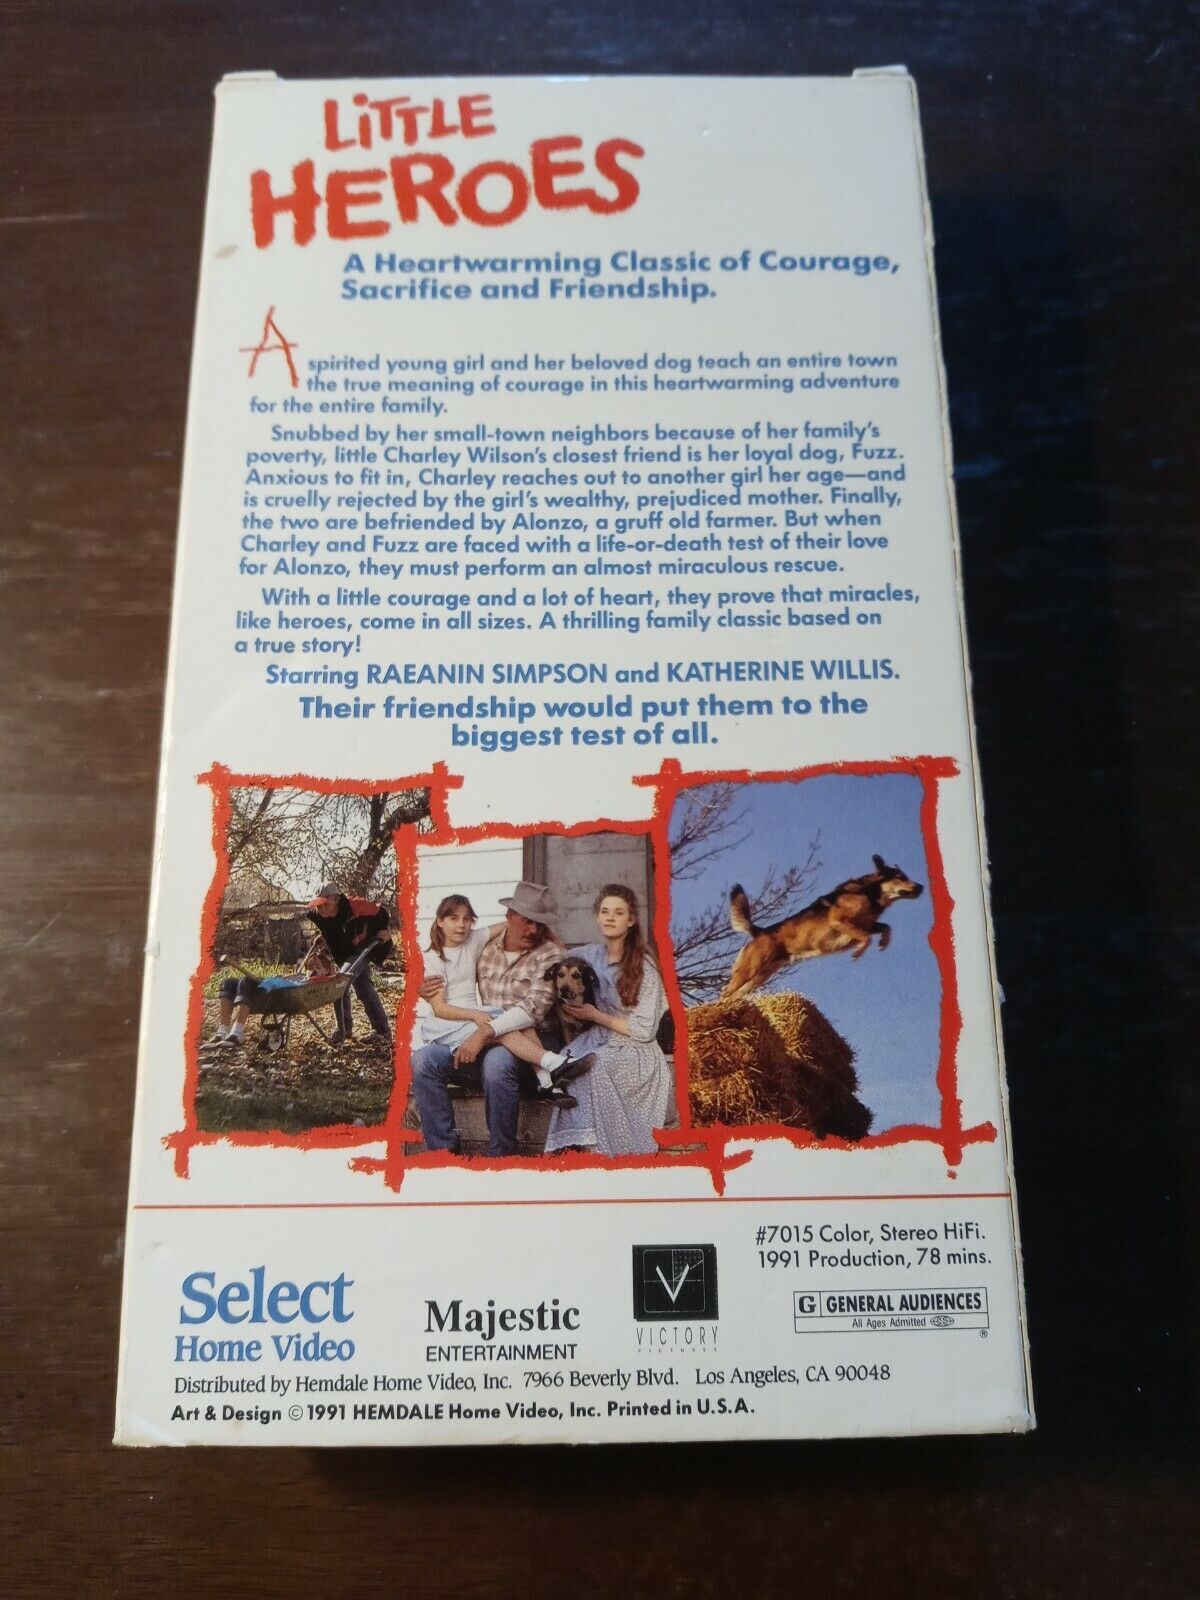 LiTTLE
HEROES
A Heartwarming Classic of Courage,
Sacrifice and Friendship.
A spirited young girl and her beloved dog teach an entire town
the true meaning of courage in this heartwarming adventure
for the entire family.
Snubbed by her small-town neighbors because of her family's
poverty, little Charley Wilson's closest friend is her loyal dog, Fuzz.
Anxious to fit in, Charley reaches out to another girl her age—and
is cruelly rejected by the girl's wealthy, prejudiced mother. Finally,
the two are befriended by Alonzo, a gruff old farmer. But when
Charley and Fuzz are faced with a life-or-death test of their love
for Alonzo, they must perform an almost miraculous rescue.
With a little courage and a lot of heart, they prove that miracles,
like heroes, come in all sizes. A thrilling family classic based on
a true story!
Starring RAEANIN SIMPSON and KATHERINE WILLIS.
Their friendship would put them to the
biggest test of all.
#7015 Color, Stereo HiFi.
1991 Production, 78 mins.
G GENERAL AUDIENCES
All Ages Admitted
®
Select
Home Video
Majestic
ENTERTAINMENT
V
VICTORY
PICTURES
Distributed by Hemdale Home Video, Inc. 7966 Beverly Blvd. Los Angeles, CA 90048
Art & Design © 1991 HEMDALE Home Video, Inc. Printed in U.S.A.